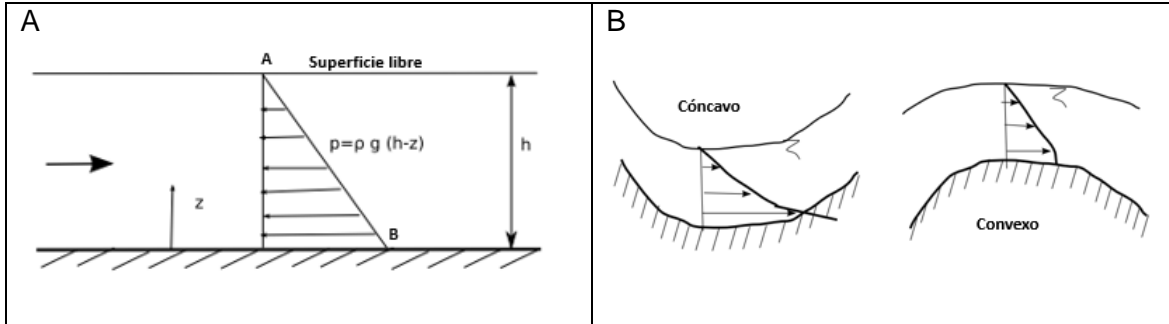 A
A
Superficie libre
p=ρ g (h-z)
h
z
B
B
Cóncavo
Convexo